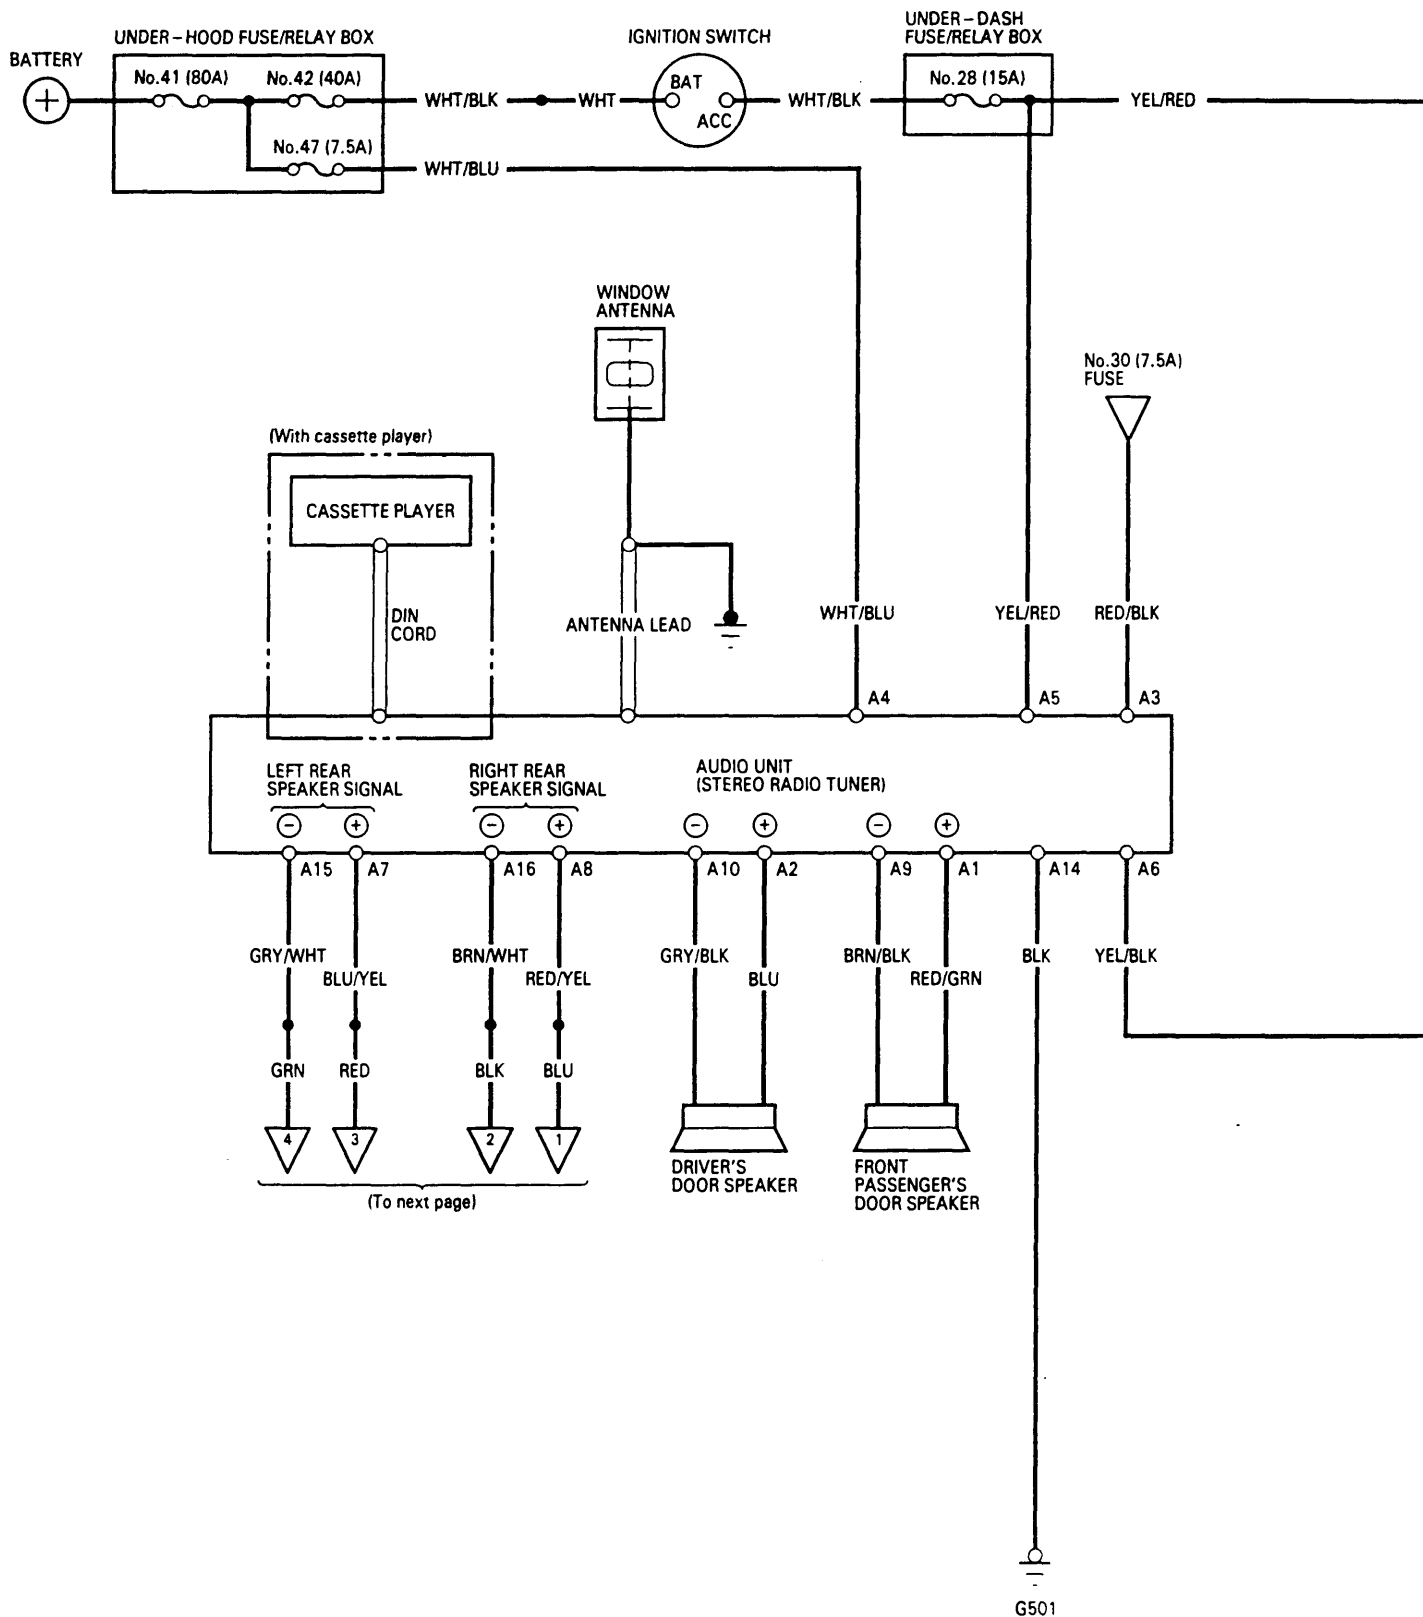 UNDER-DASH
FUSE/RELAY BOX
UNDER-HOOD FUSE/RELAY BOX
IGNITION SWITCH
BATTERY
No.41 (80A)
No.42 (40A)
BAT
No.28 (15A)
+
WHT/BLK
WHT
ACC
WHT/BLK
YEL/RED
No.47 (7.5A)
WHT/BLU
WINDOW
ANTENNA
No.30 (7.5A)
FUSE
(With cassette player)
CASSETTE PLAYER
DIN
CORD
ANTENNA LEAD
WHT/BLU
YEL/RED
RED/BLK
A4
A5
A3
LEFT REAR
SPEAKER SIGNAL
RIGHT REAR
SPEAKER SIGNAL
AUDIO UNIT
(STEREO RADIO TUNER)
− + − + − + − +
A15
A7
A16
A8
A10
A2
A9
A1
A14
A6
GRY/WHT
BRN/WHT
GRY/BLK
BRN/BLK
BLK
YEL/BLK
BLU/YEL
RED/YEL
BLU
RED/GRN
GRN
RED
BLK
BLU
4
3
2
1
DRIVER'S
DOOR SPEAKER
FRONT
PASSENGER'S
DOOR SPEAKER
(To next page)
G501